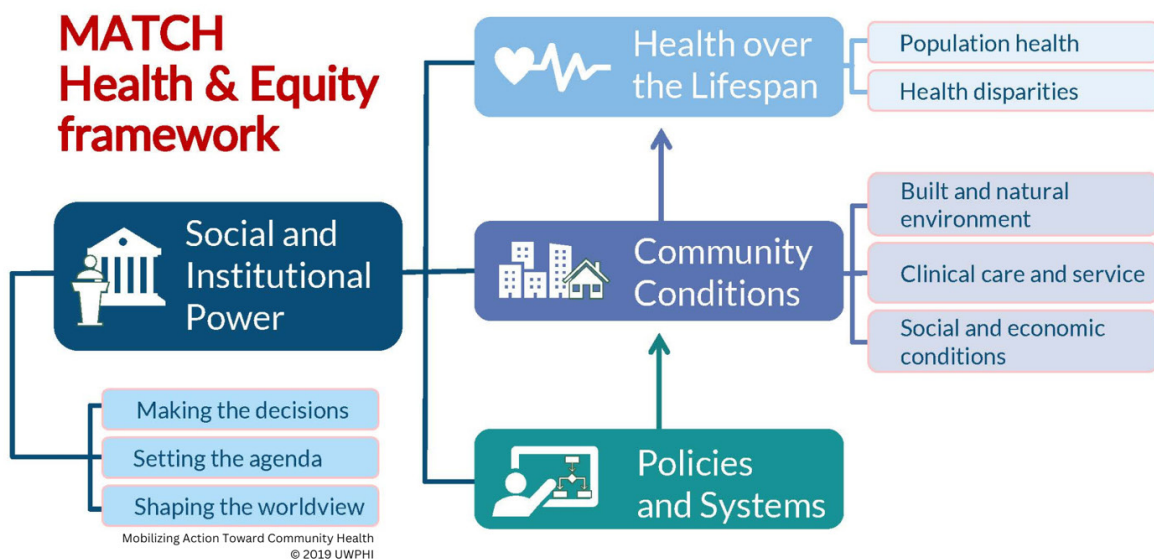 MATCH
Health & Equity
framework
Social and
Institutional
Power
Making the decisions
Setting the agenda
Shaping the worldview
Mobilizing Action Toward Community Health
© 2019 UWPHI
Health over
the Lifespan
Population health
Health disparities
Community
Conditions
Built and natural
environment
Clinical care and service
Social and economic
conditions
Policies
and Systems